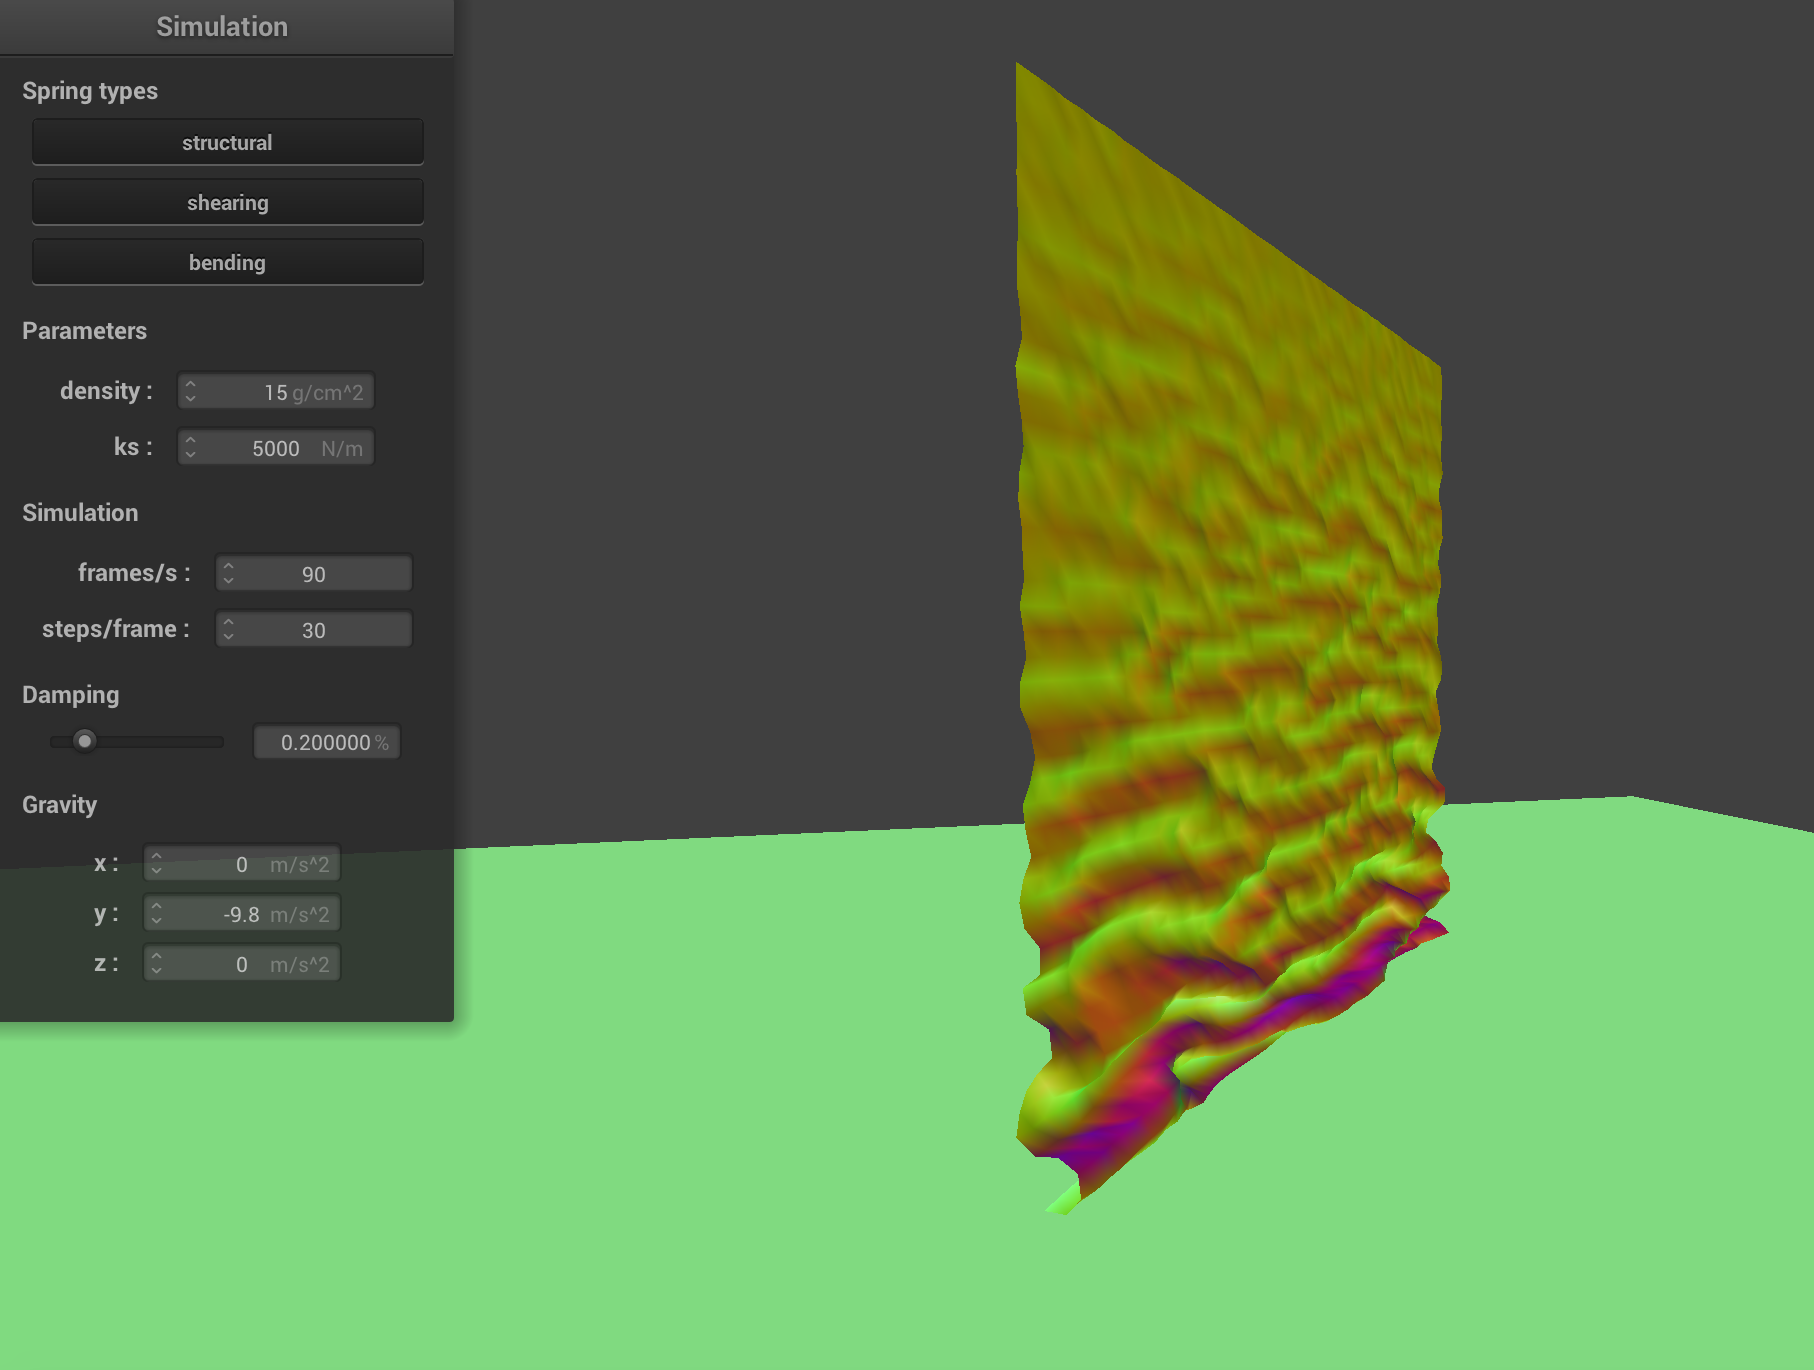 Simulation
Spring types
structural
shearing
bending
Parameters
density : 15 g/cm^2
ks : 5000 N/m
Simulation
frames/s : 90
steps/frame : 30
Damping
0.200000 %
Gravity
x : 0 m/s^2
y : -9.8 m/s^2
z : 0 m/s^2